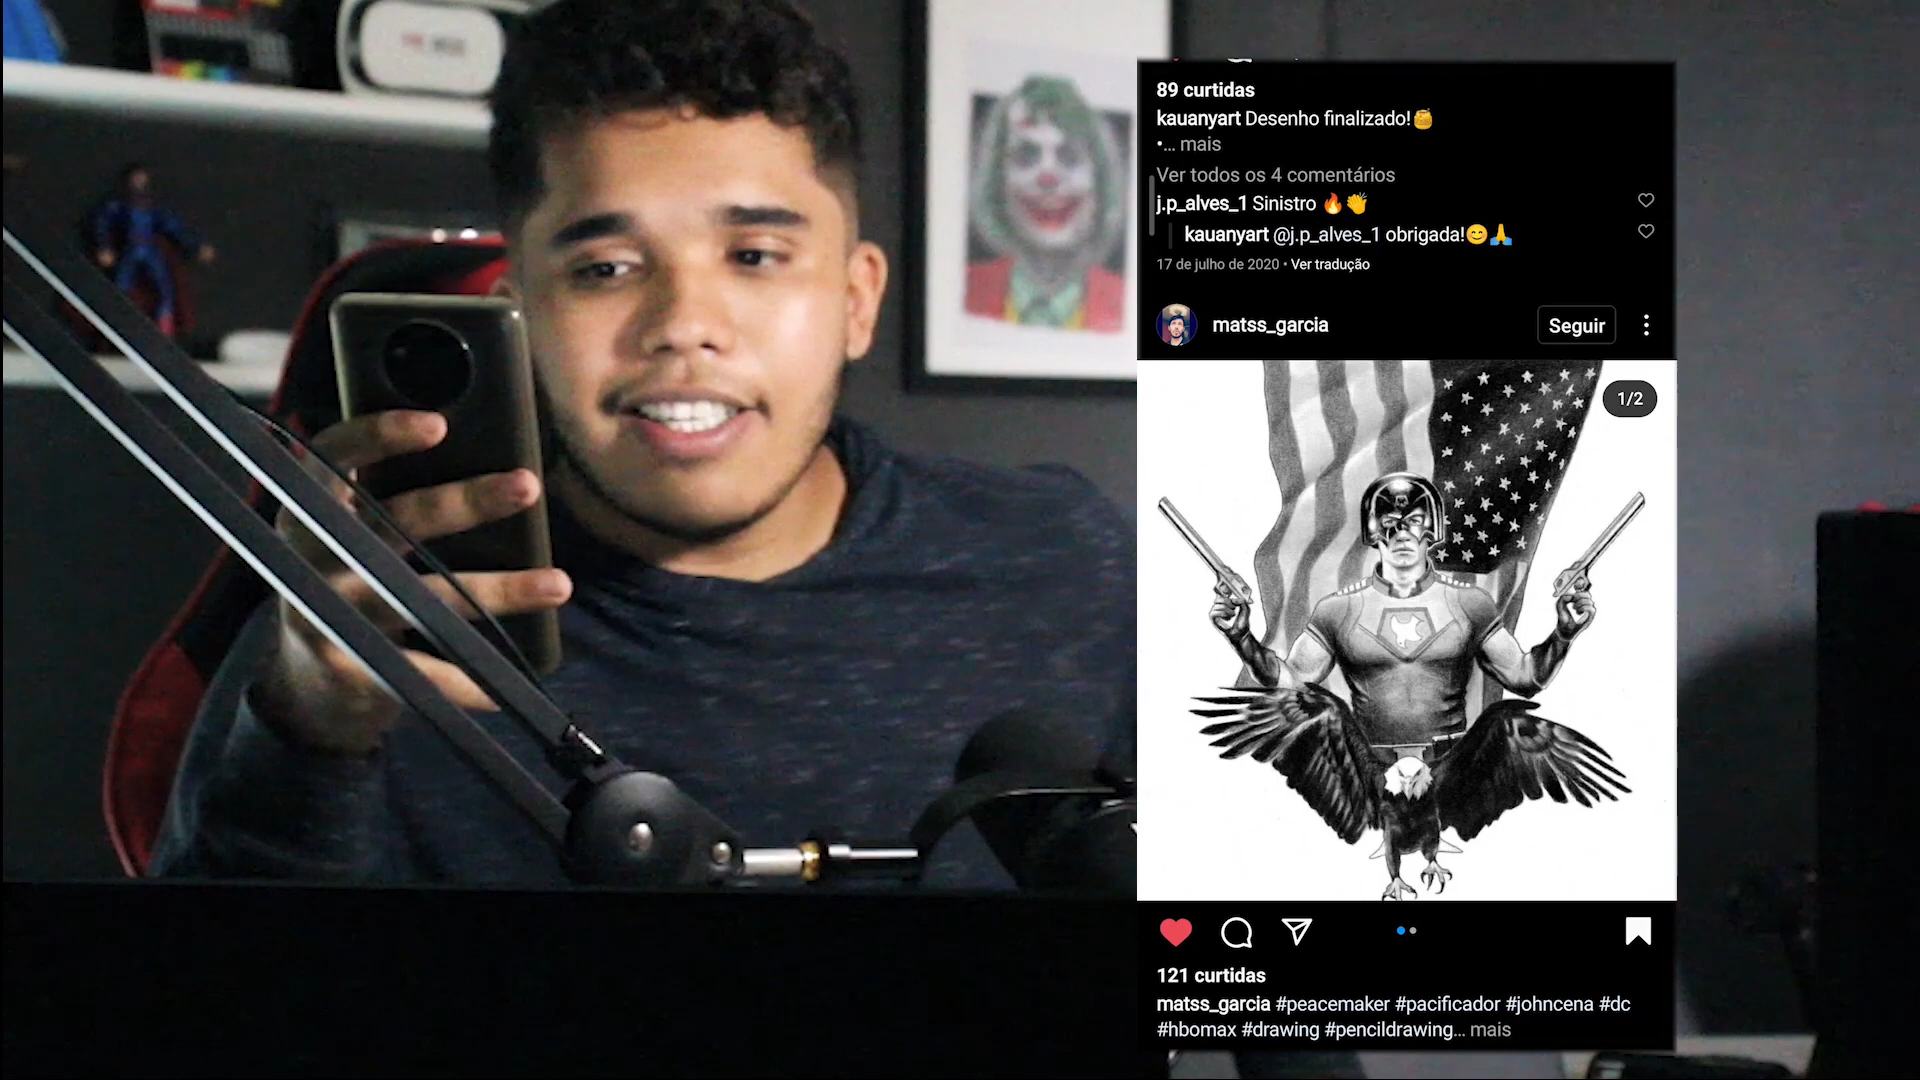 89 curtidas
kauanyart Desenho finalizado!🍯
•... mais
Ver todos os 4 comentários
j.p_alves_1 Sinistro 🔥👏
kauanyart @j.p_alves_1 obrigada!😊🙏
17 de julho de 2020 • Ver tradução
matss_garcia
Seguir
1/2
121 curtidas
matss_garcia #peacemaker #pacificador #johncena #dc
#hbomax #drawing #pencildrawing... mais